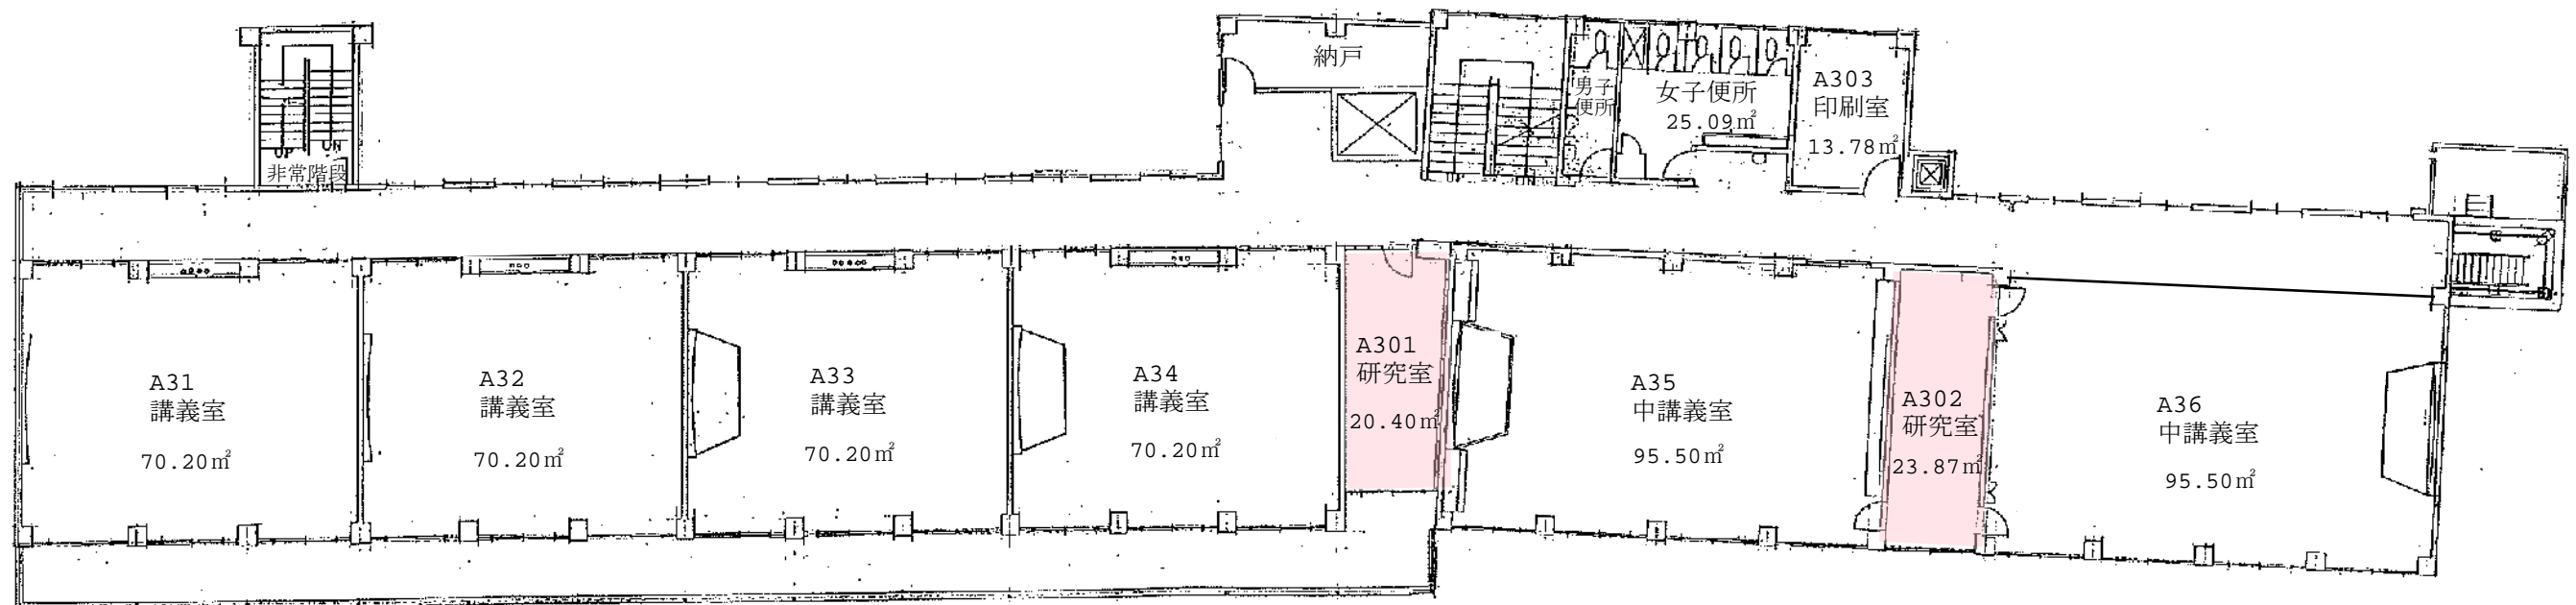 納戸
男子
便所
女子便所
25.09㎡
A303
印刷室
13.78㎡
UP
DN
非常階段
A31
講義室
70.20㎡
A32
講義室
70.20㎡
A33
講義室
70.20㎡
A34
講義室
70.20㎡
A301
研究室
20.40㎡
A35
中講義室
95.50㎡
A302
研究室
23.87㎡
A36
中講義室
95.50㎡